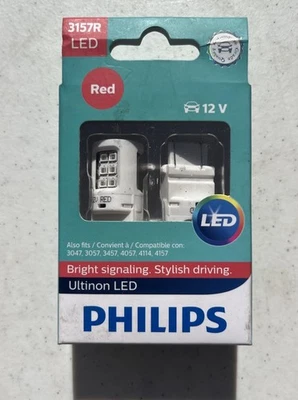 3157R
LED
Red
12 V
RED
LED
Also fits / Convient à / Compatible con:
3047, 3057, 3457, 4057, 4114, 4157
Bright signaling. Stylish driving.
Ultinon LED
PHILIPS